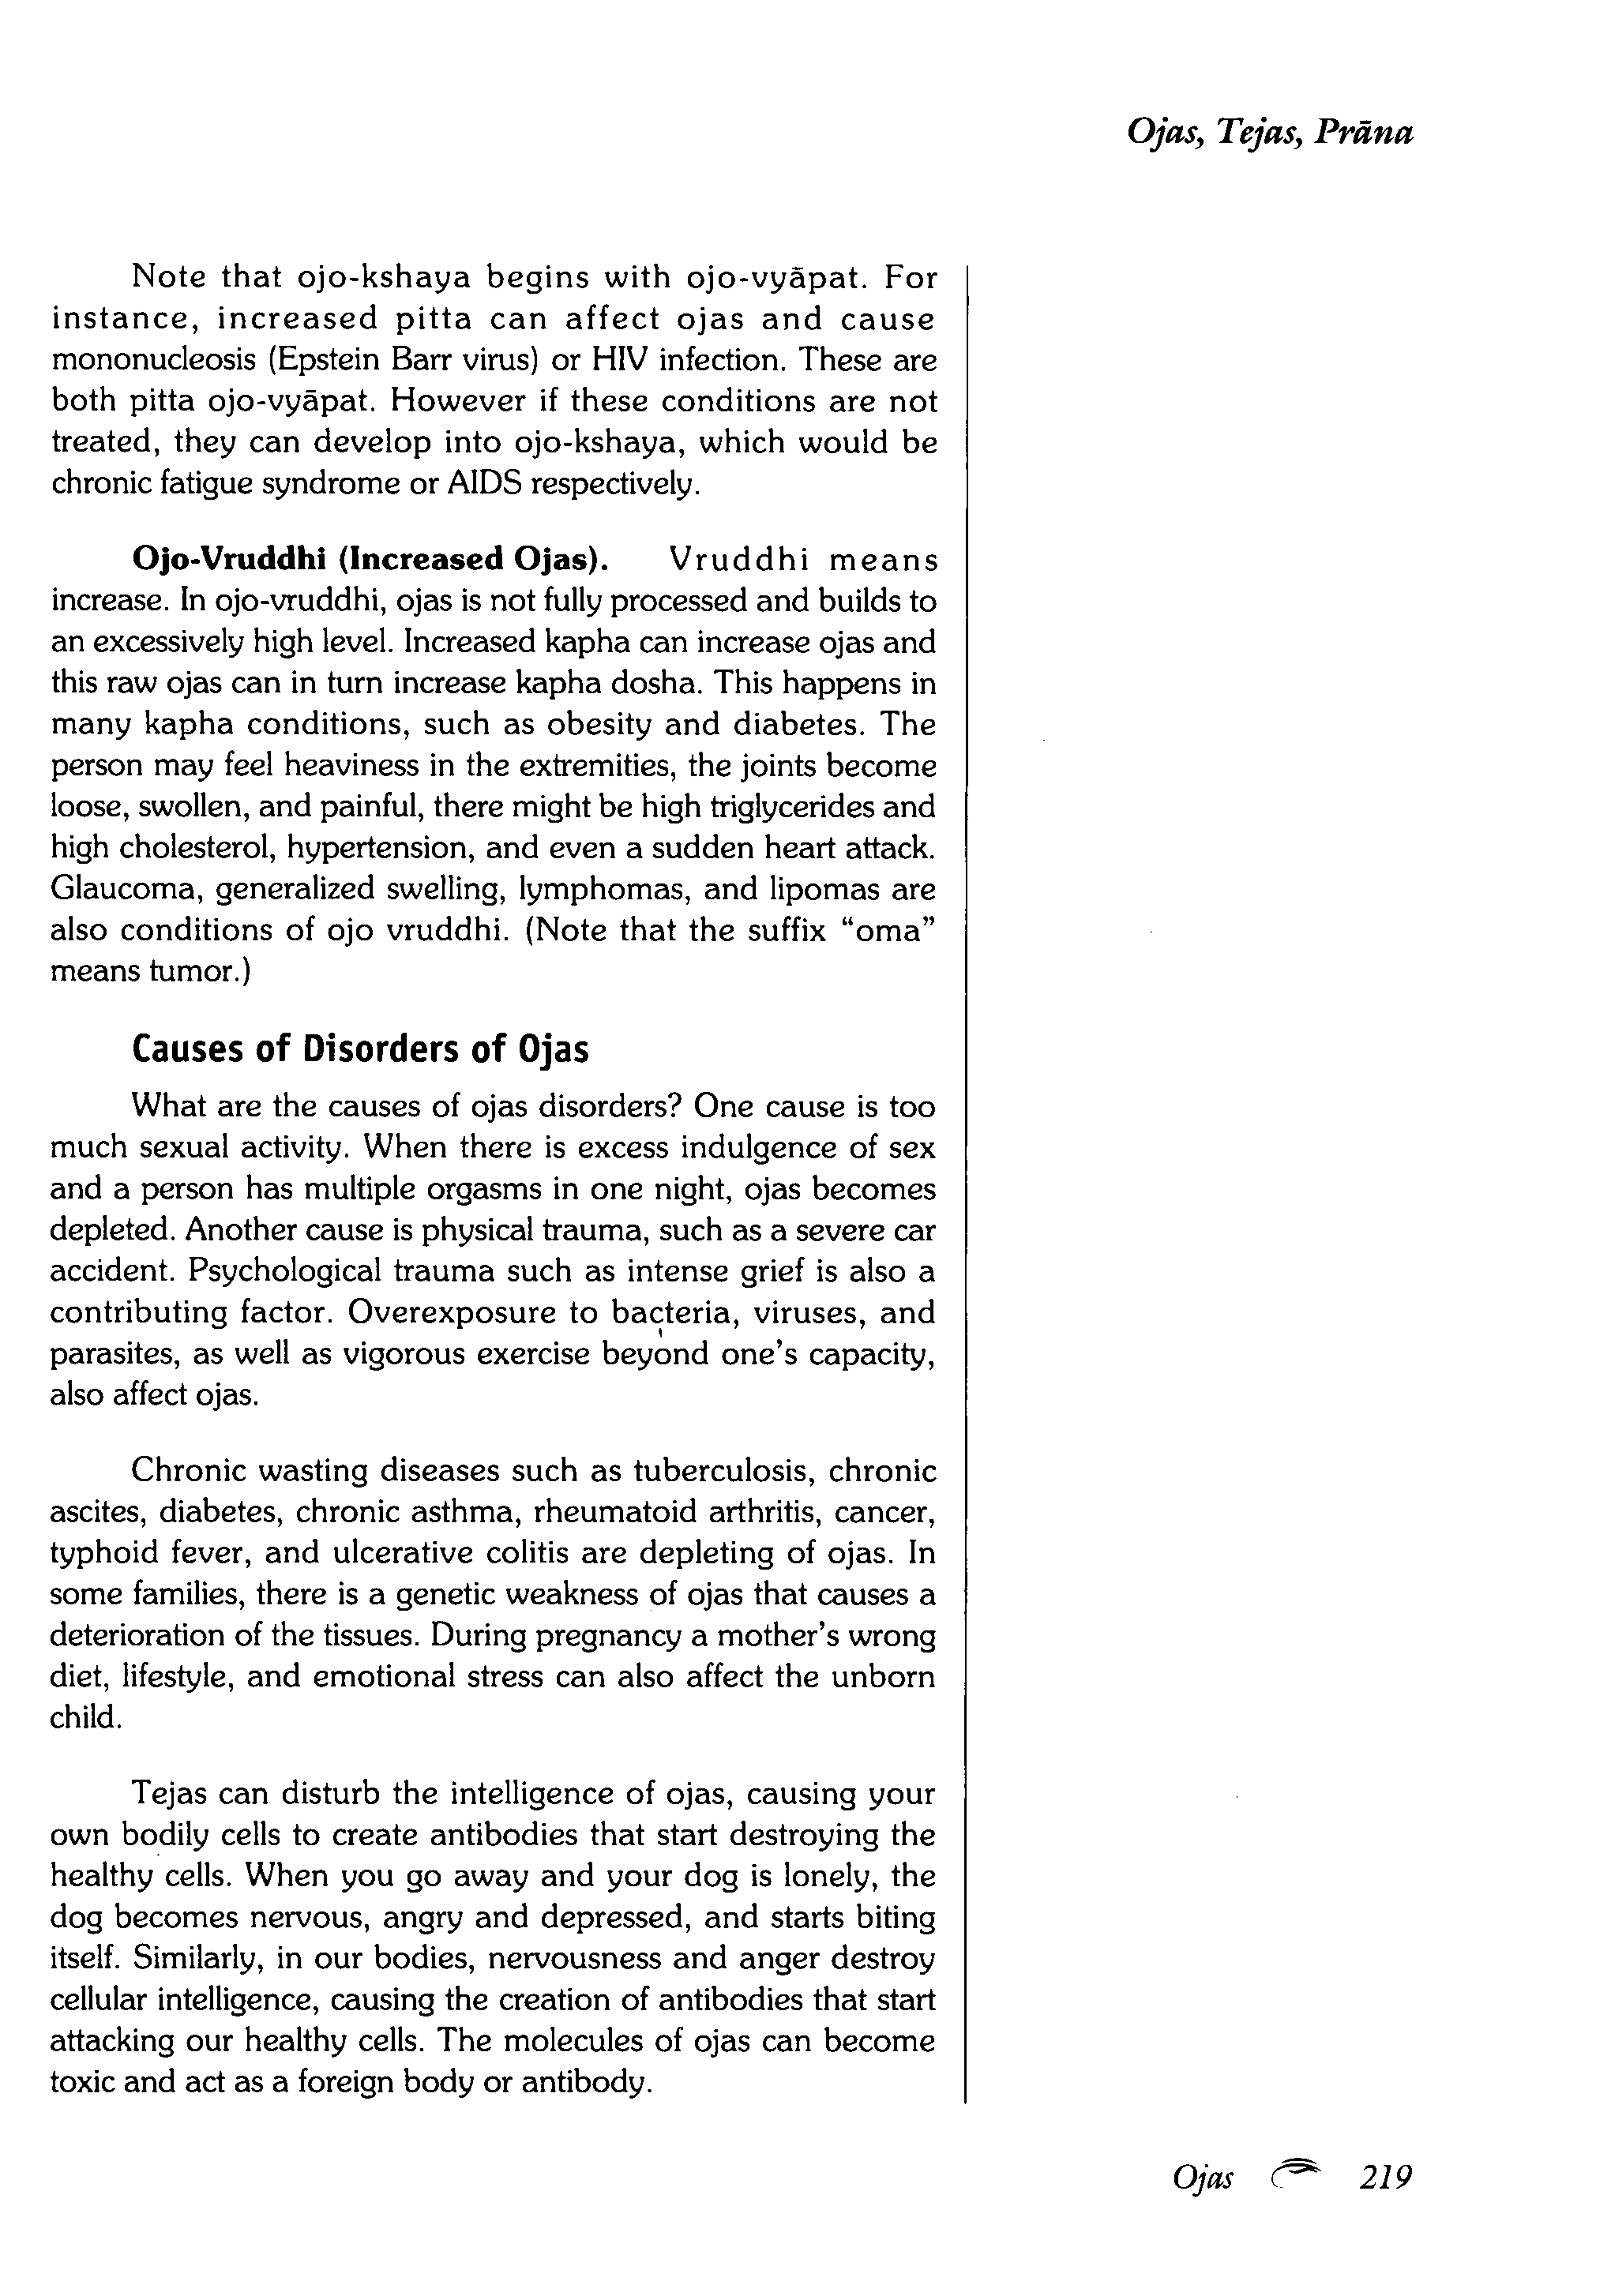 Ojas, Tejas, Prāna
Note that ojo-kshaya begins with ojo-vyāpat. For
instance, increased pitta can affect ojas and cause
mononucleosis (Epstein Barr virus) or HIV infection. These are
both pitta ojo-vyāpat. However if these conditions are not
treated, they can develop into ojo-kshaya, which would be
chronic fatigue syndrome or AIDS respectively.
Ojo-Vruddhi (Increased Ojas). Vruddhi means
increase. In ojo-vruddhi, ojas is not fully processed and builds to
an excessively high level. Increased kapha can increase ojas and
this raw ojas can in turn increase kapha dosha. This happens in
many kapha conditions, such as obesity and diabetes. The
person may feel heaviness in the extremities, the joints become
loose, swollen, and painful, there might be high triglycerides and
high cholesterol, hypertension, and even a sudden heart attack.
Glaucoma, generalized swelling, lymphomas, and lipomas are
also conditions of ojo vruddhi. (Note that the suffix “oma”
means tumor.)
Causes of Disorders of Ojas
What are the causes of ojas disorders? One cause is too
much sexual activity. When there is excess indulgence of sex
and a person has multiple orgasms in one night, ojas becomes
depleted. Another cause is physical trauma, such as a severe car
accident. Psychological trauma such as intense grief is also a
contributing factor. Overexposure to bacteria, viruses, and
parasites, as well as vigorous exercise beyond one’s capacity,
also affect ojas.
Chronic wasting diseases such as tuberculosis, chronic
ascites, diabetes, chronic asthma, rheumatoid arthritis, cancer,
typhoid fever, and ulcerative colitis are depleting of ojas. In
some families, there is a genetic weakness of ojas that causes a
deterioration of the tissues. During pregnancy a mother’s wrong
diet, lifestyle, and emotional stress can also affect the unborn
child.
Tejas can disturb the intelligence of ojas, causing your
own bodily cells to create antibodies that start destroying the
healthy cells. When you go away and your dog is lonely, the
dog becomes nervous, angry and depressed, and starts biting
itself. Similarly, in our bodies, nervousness and anger destroy
cellular intelligence, causing the creation of antibodies that start
attacking our healthy cells. The molecules of ojas can become
toxic and act as a foreign body or antibody.
Ojas 219